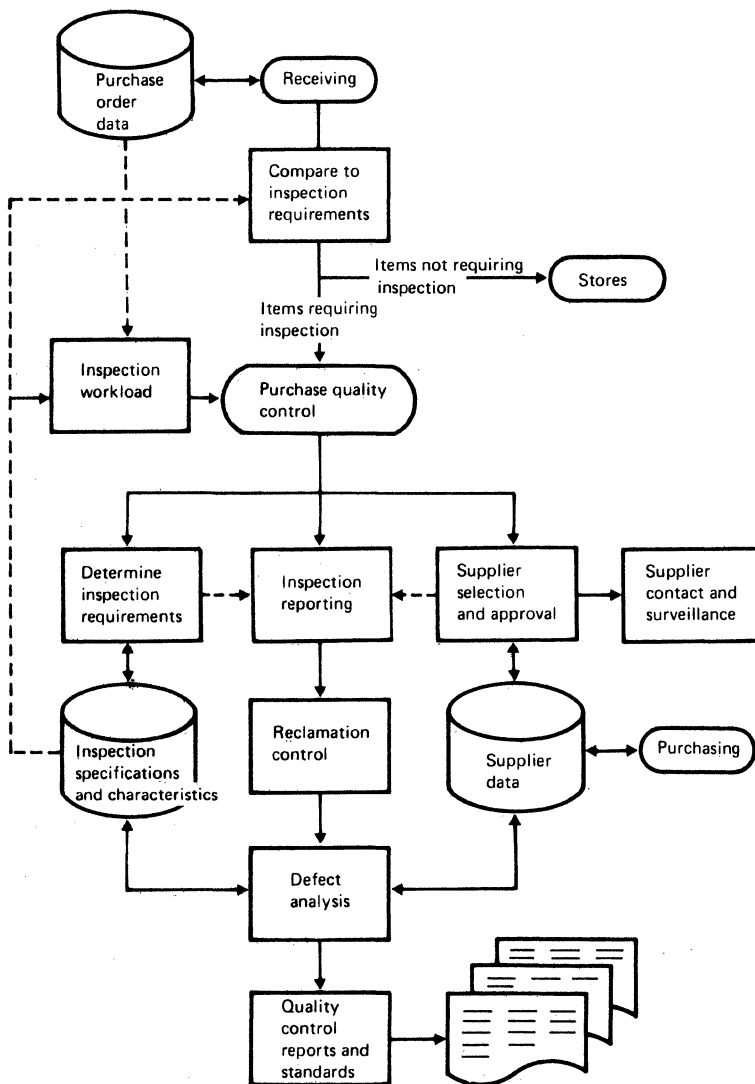 Purchase
order
data
Receiving
Compare to
inspection
requirements
Items not requiring
inspection
Stores
Items requiring
inspection
Inspection
workload
Purchase quality
control
Determine
inspection
requirements
Inspection
reporting
Supplier
selection
and approval
Supplier
contact and
surveillance
Inspection
specifications
and characteristics
Reclamation
control
Supplier
data
Purchasing
Defect
analysis
Quality
control
reports and
standards